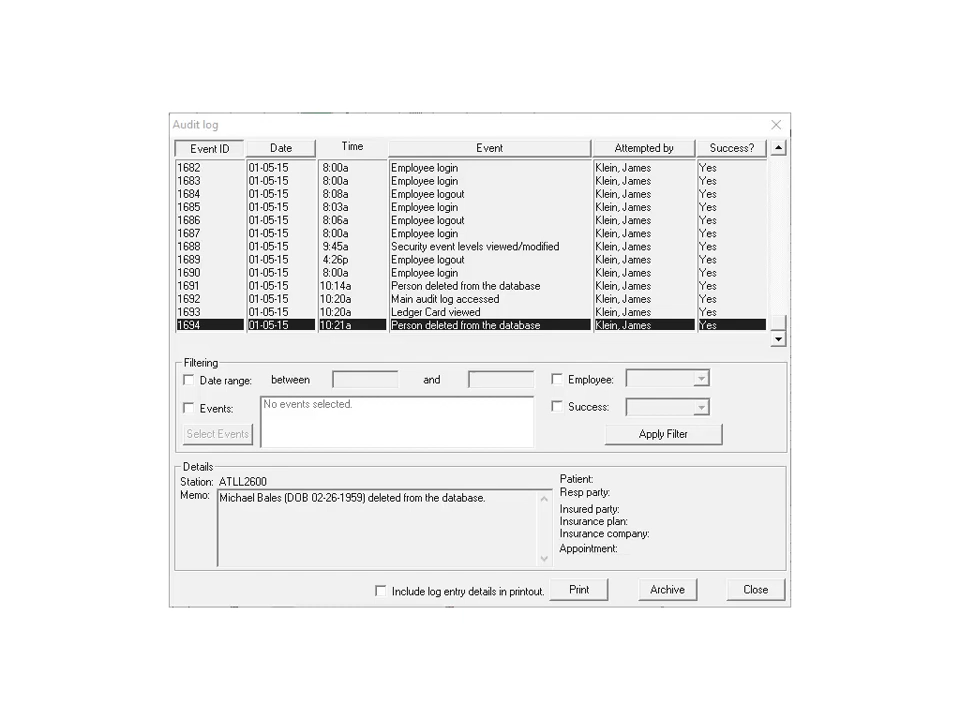 Audit log
Event ID Date Time Event Attempted by Success?
1682 01-05-15 8:00a Employee login Klein, James Yes
1683 01-05-15 8:00a Employee login Klein, James Yes
1684 01-05-15 8:08a Employee logout Klein, James Yes
1685 01-05-15 8:03a Employee login Klein, James Yes
1686 01-05-15 8:06a Employee logout Klein, James Yes
1687 01-05-15 8:00a Employee login Klein, James Yes
1688 01-05-15 9:45a Security event levels viewed/modified Klein, James Yes
1689 01-05-15 4:26p Employee logout Klein, James Yes
1690 01-05-15 8:00a Employee login Klein, James Yes
1691 01-05-15 10:14a Person deleted from the database Klein, James Yes
1692 01-05-15 10:20a Main audit log accessed Klein, James Yes
1693 01-05-15 10:20a Ledger Card viewed Klein, James Yes
1694 01-05-15 10:21a Person deleted from the database Klein, James Yes
Filtering
Date range: between and Employee:
Events: No events selected. Success:
Select Events Apply Filter
Details
Station: ATLL2600
Memo: Michael Bales (DOB 02-26-1959) deleted from the database.
Patient:
Resp party:
Insured party:
Insurance plan:
Insurance company:
Appointment:
Include log entry details in printout. Print Archive Close